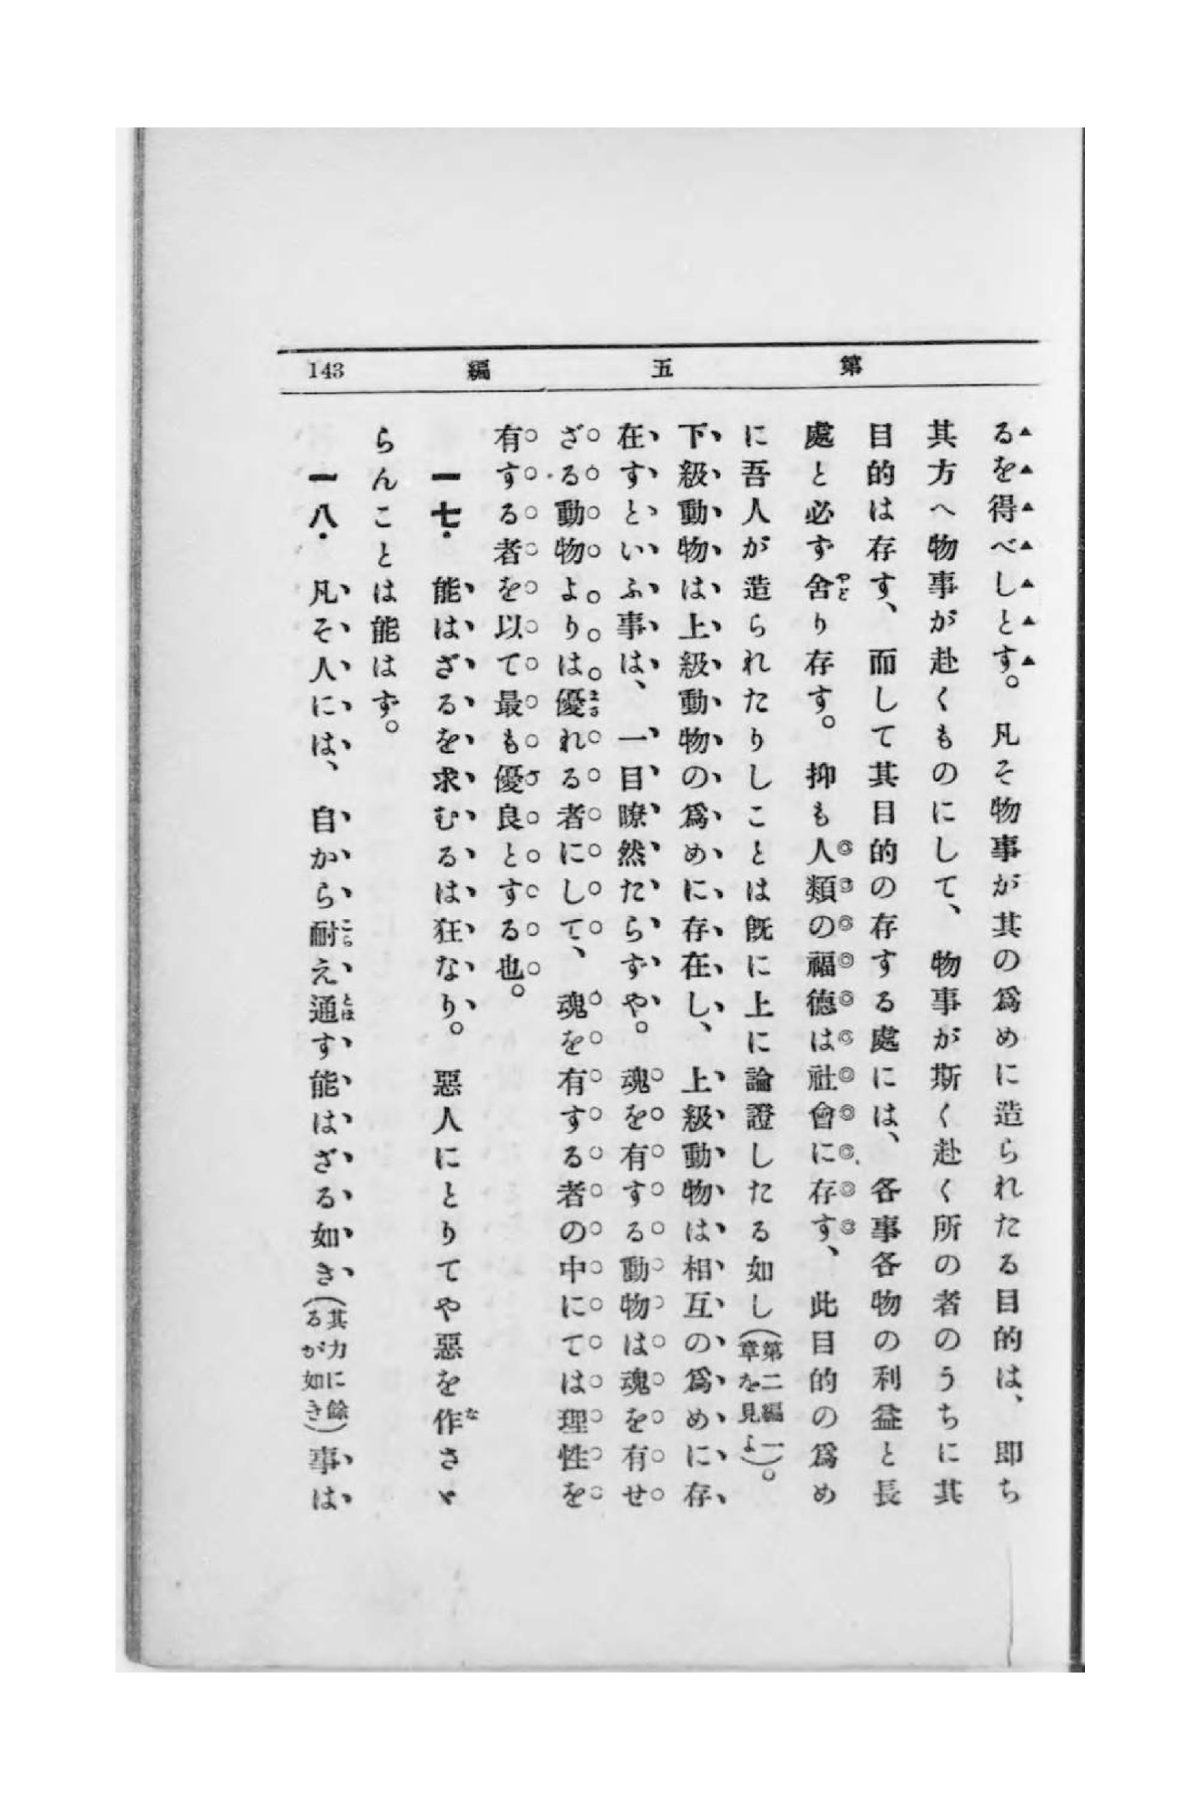 第五編 143
るを得べしとす。凡そ物事が其の爲めに造られたる目的は、即ち
其方へ物事が赴くものにして、物事が斯く赴く所の者のうちに其
目的は存す、而して其目的の存する處には、各事各物の利益と長
處と必ず舍り存す。抑も人類の福德は社會に存す、此目的の爲め
に吾人が造られたりしことは旣に上に論證したる如し(第二編一章を見よ)。
下級動物は上級動物の爲めに存在し、上級動物は相互の爲めに存
在すといふ事は、一目瞭然たらずや。魂を有する動物は魂を有せ
ざる動物よりは優れる者にして、魂を有する者の中にては理性を
有する者を以て最も優良とする也。
一七・能はざるを求むるは狂なり。惡人にとりてや惡を作さゞ
らんことは能はず。
一八・凡そ人には、自から耐え通す能はざる如き(其力に餘るが如き)事は